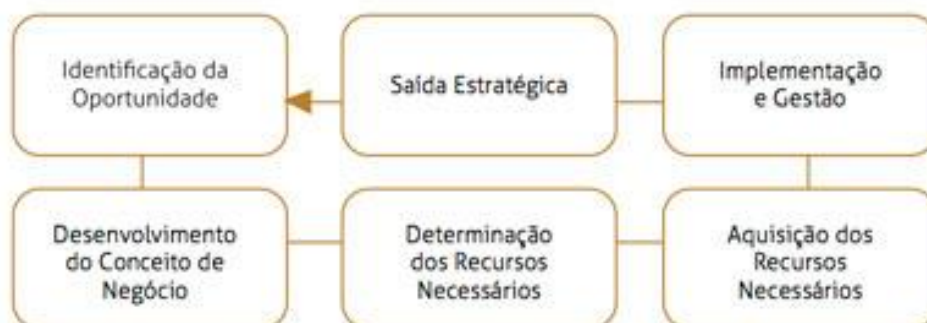 Identificação da
Oportunidade
Saída Estratégica
Implementação
e Gestão
Desenvolvimento
do Conceito de
Negócio
Determinação
dos Recursos
Necessários
Aquisição dos
Recursos
Necessários